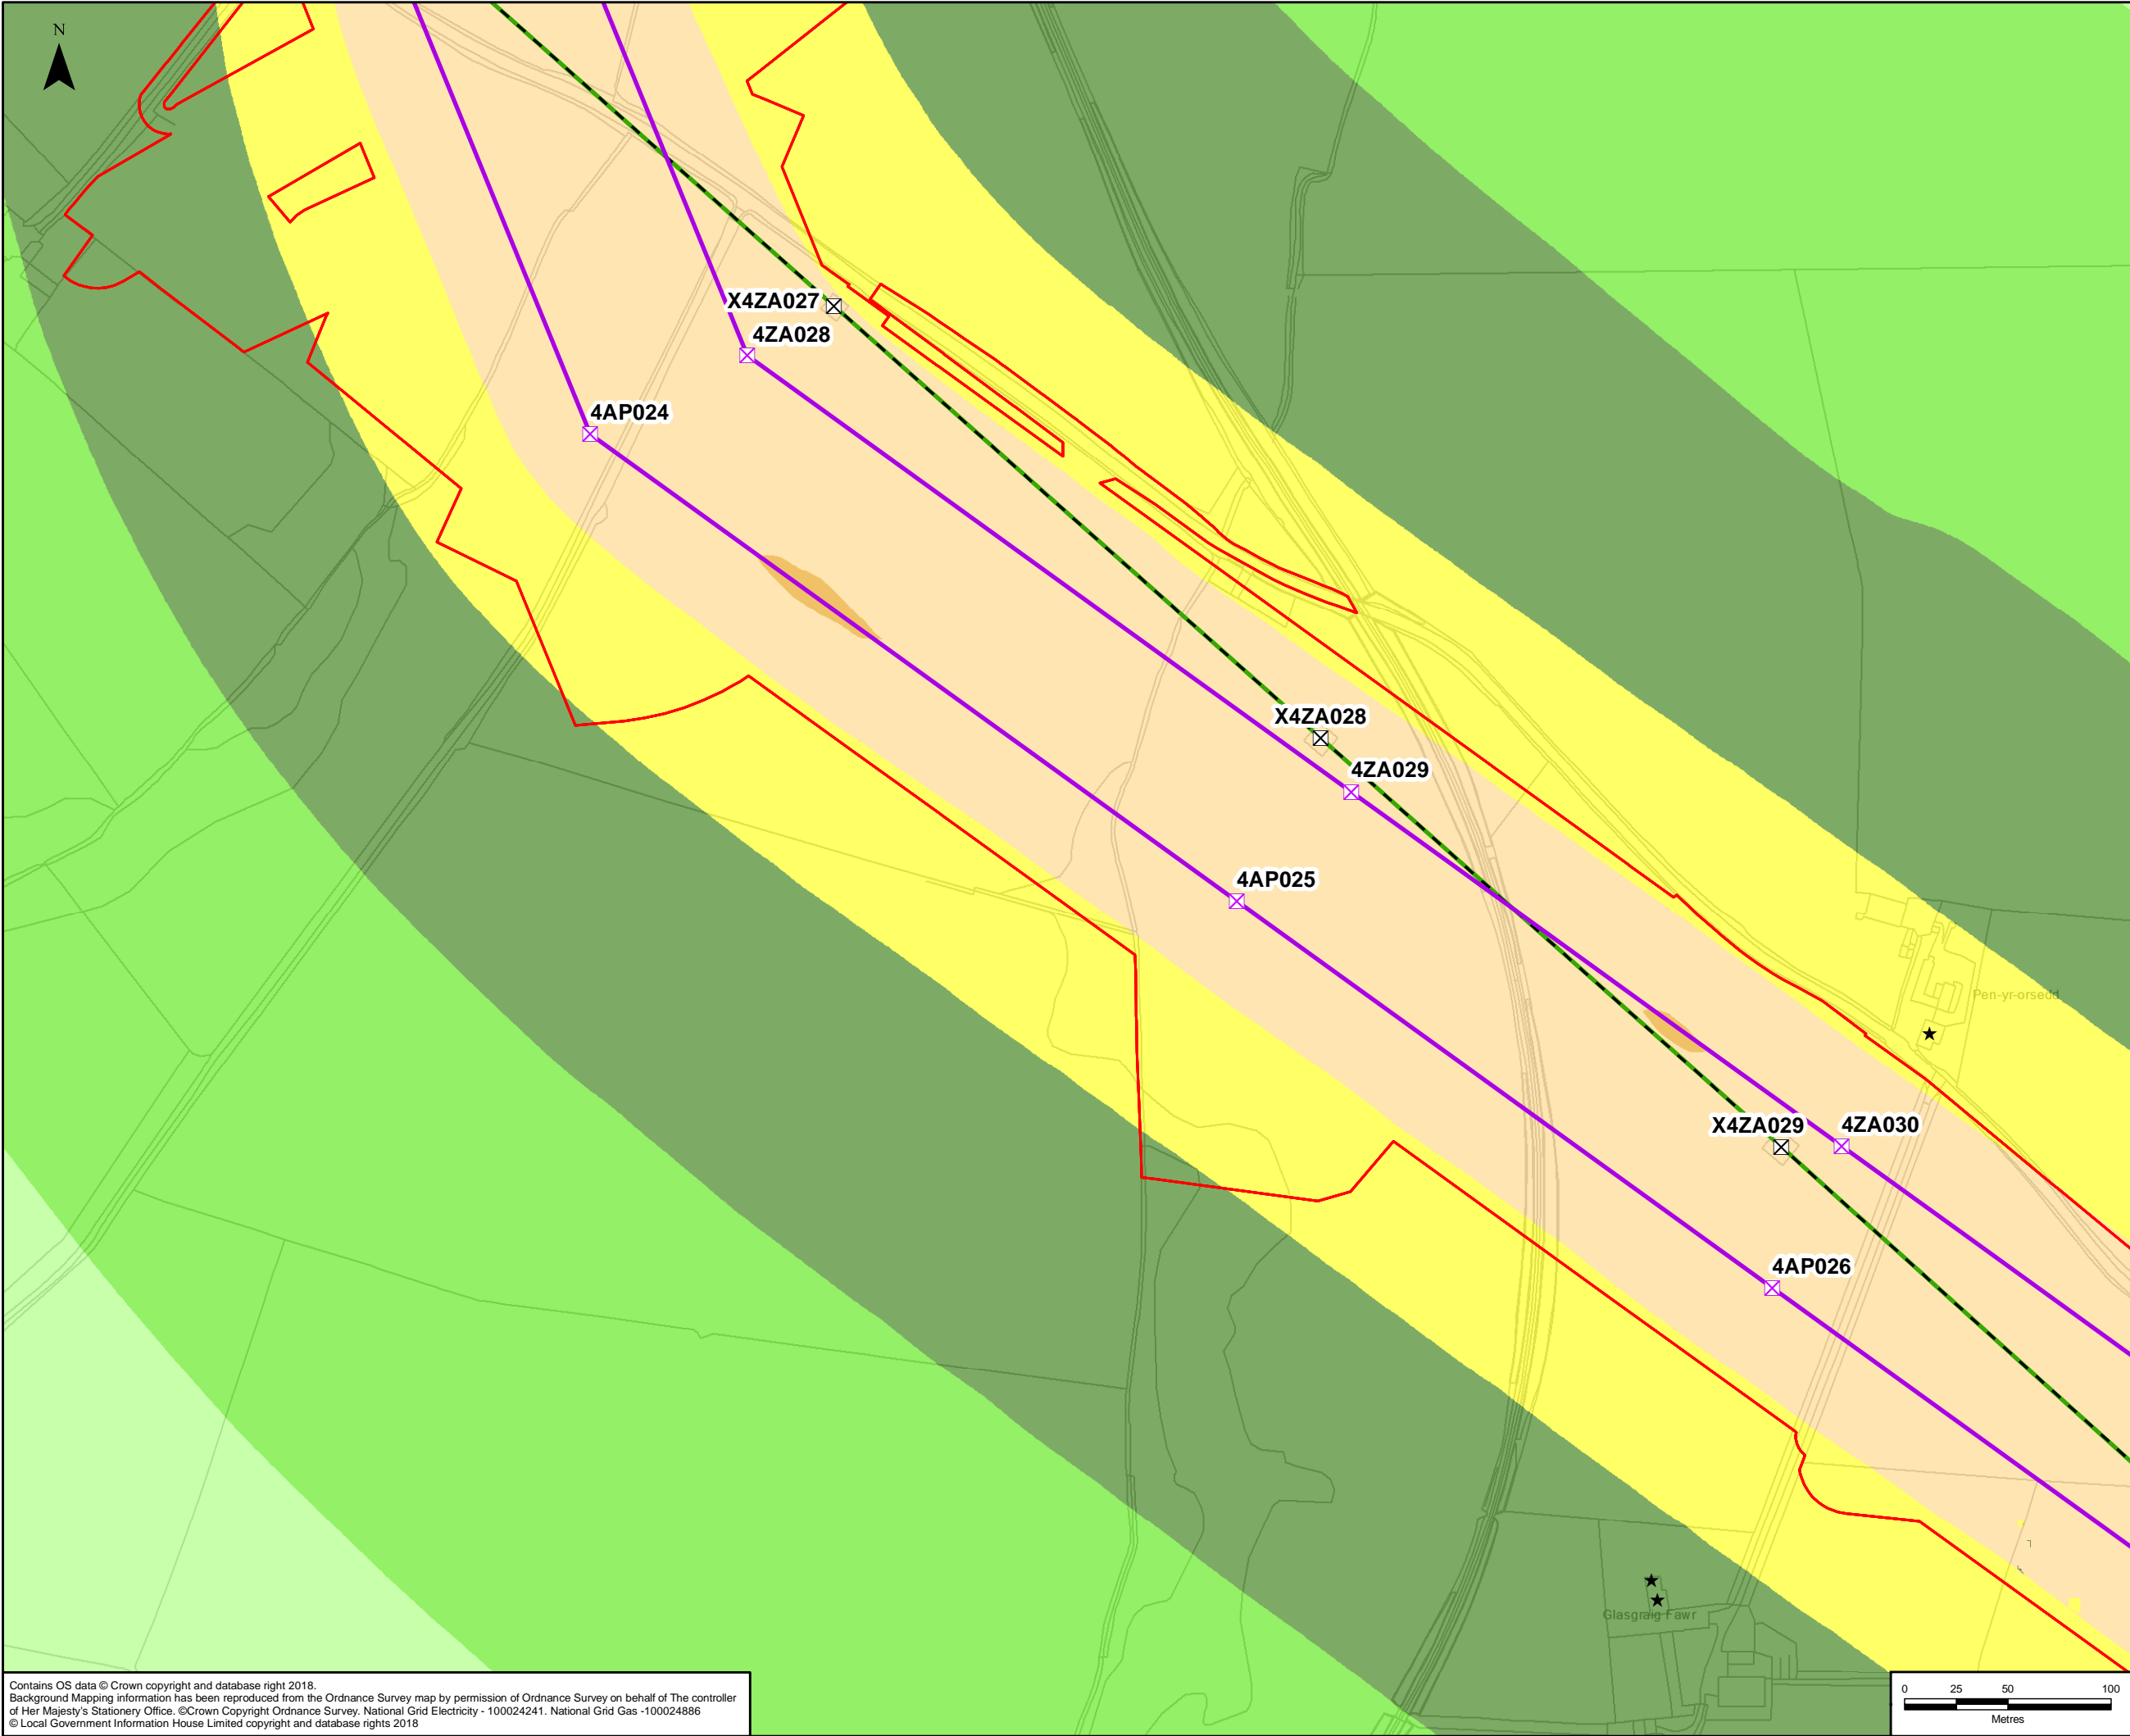 N
X4ZA027
4ZA028
4AP024
X4ZA028
4ZA029
4AP025
Pen-yr-orsedd
X4ZA029
4ZA030
4AP026
Glasgraig Fawr
Contains OS data © Crown copyright and database right 2018.
Background Mapping information has been reproduced from the Ordnance Survey map by permission of Ordnance Survey on behalf of The controller
of Her Majesty's Stationery Office. ©Crown Copyright Ordnance Survey. National Grid Electricity - 100024241. National Grid Gas -100024886
© Local Government Information House Limited copyright and database rights 2018
0 25 50 100
Metres